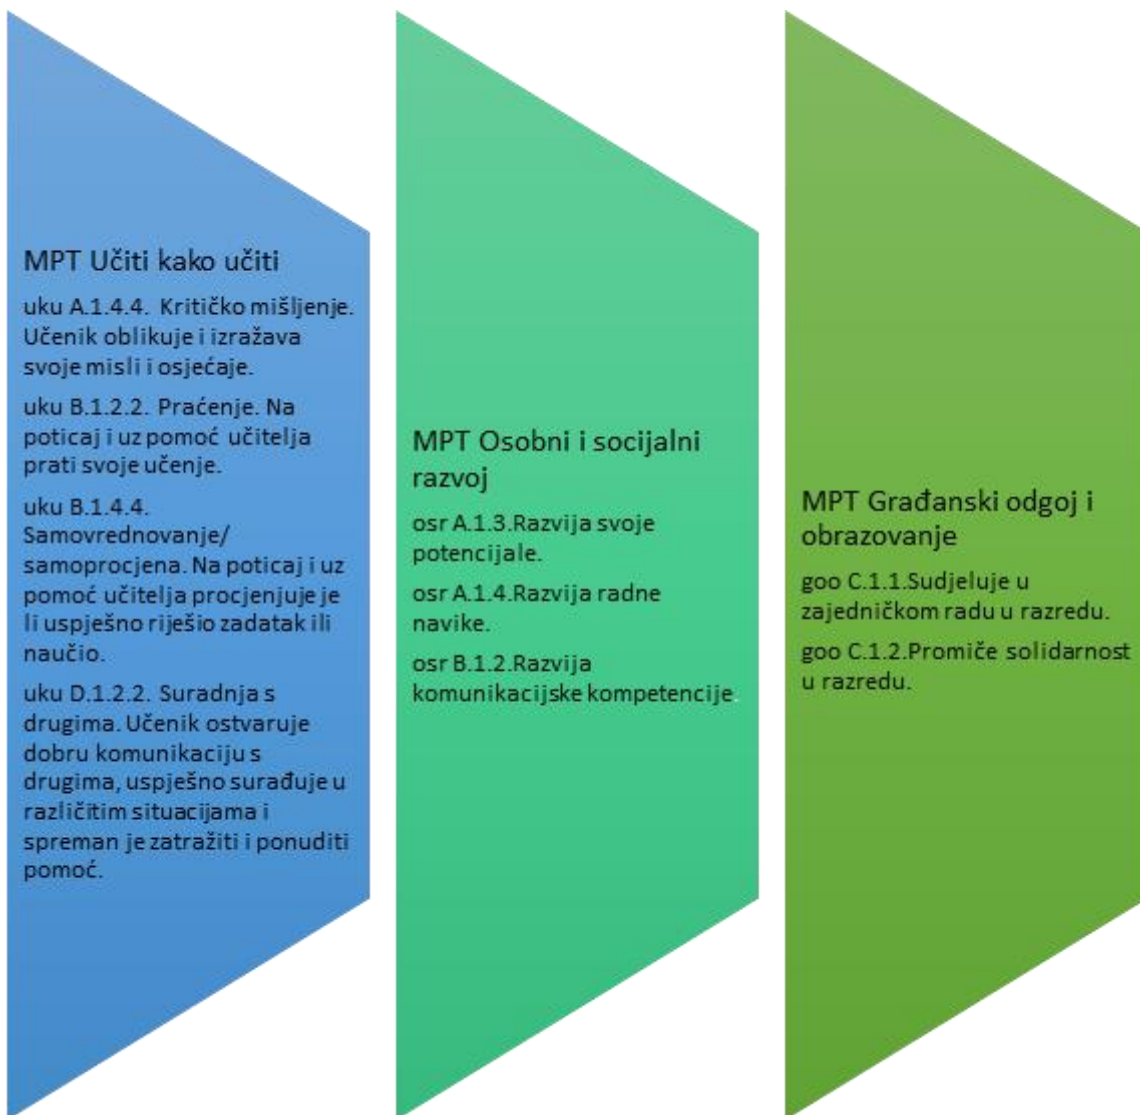 MPT Učiti kako učiti
uku A.1.4.4. Kritičko mišljenje.
Učenik oblikuje i izražava
svoje misli i osjećaje.
uku B.1.2.2. Praćenje. Na
poticaj i uz pomoć učitelja
prati svoje učenje.
uku B.1.4.4.
Samovrednovanje/
samoprocjena. Na poticaj i uz
pomoć učitelja procjenjuje je
li uspješno riješio zadatak ili
naučio.
uku D.1.2.2. Suradnja s
drugima. Učenik ostvaruje
dobru komunikaciju s
drugima, uspješno surađuje u
različitim situacijama i
spreman je zatražiti i ponuditi
pomoć.
MPT Osobni i socijalni
razvoj
osr A.1.3.Razvija svoje
potencijale.
osr A.1.4.Razvija radne
navike.
osr B.1.2.Razvija
komunikacijske kompetencije.
MPT Građanski odgoj i
obrazovanje
goo C.1.1.Sudjeluje u
zajedničkom radu u razredu.
goo C.1.2.Promiče solidarnost
u razredu.